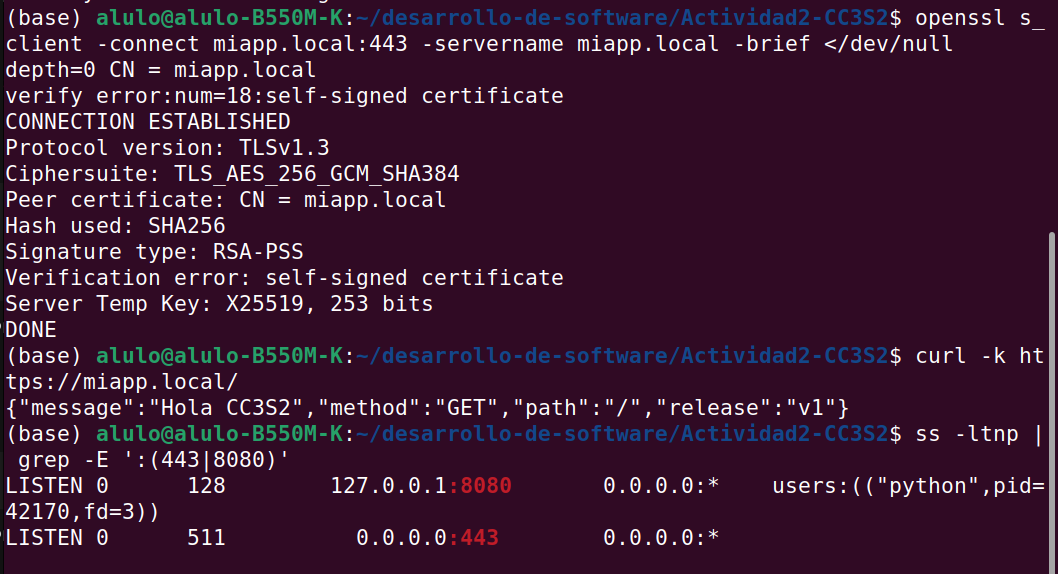 (base) alulo@alulo-B550M-K:~/desarrollo-de-software/Actividad2-CC3S2$ openssl s_
client -connect miapp.local:443 -servername miapp.local -brief </dev/null
depth=0 CN = miapp.local
verify error:num=18:self-signed certificate
CONNECTION ESTABLISHED
Protocol version: TLSv1.3
Ciphersuite: TLS_AES_256_GCM_SHA384
Peer certificate: CN = miapp.local
Hash used: SHA256
Signature type: RSA-PSS
Verification error: self-signed certificate
Server Temp Key: X25519, 253 bits
DONE
(base) alulo@alulo-B550M-K:~/desarrollo-de-software/Actividad2-CC3S2$ curl -k ht
tps://miapp.local/
{"message":"Hola CC3S2","method":"GET","path":"/","release":"v1"}
(base) alulo@alulo-B550M-K:~/desarrollo-de-software/Actividad2-CC3S2$ ss -ltnp |
 grep -E ':(443|8080)'
LISTEN 0      128        127.0.0.1:8080       0.0.0.0:*    users:(("python",pid=
42170,fd=3))
LISTEN 0      511          0.0.0.0:443        0.0.0.0:*